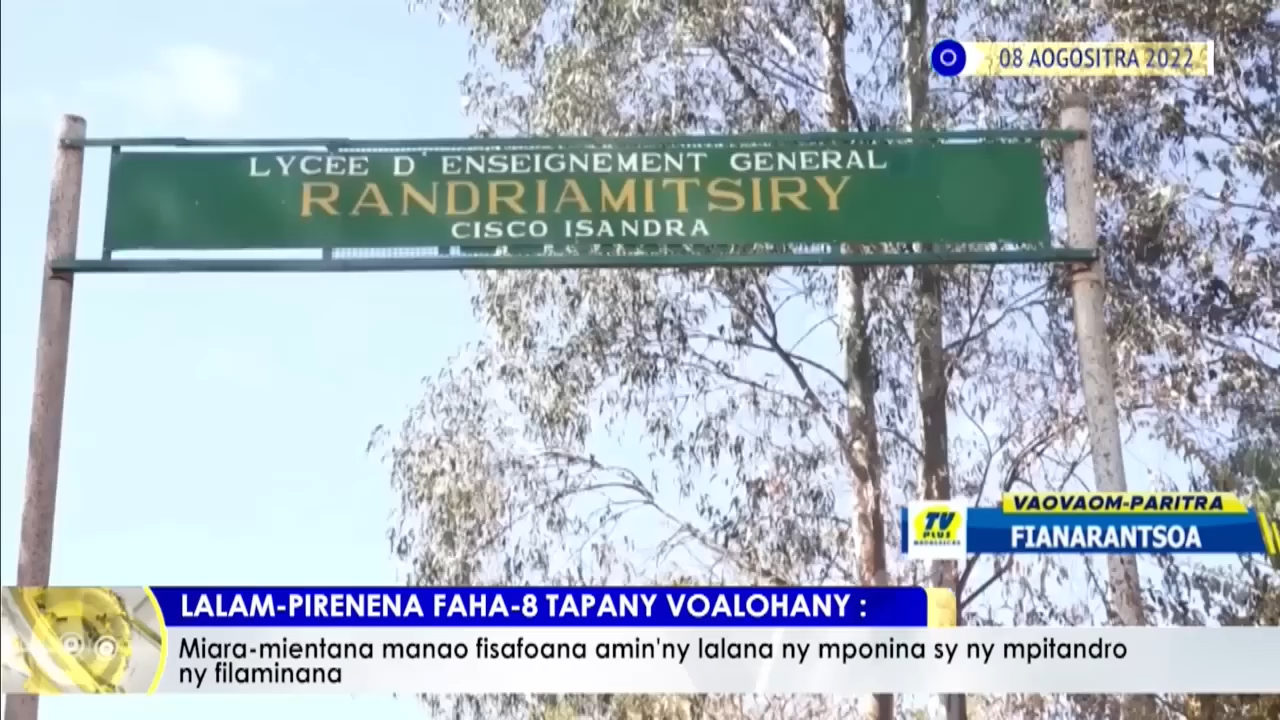 08 AOGOSITRA 2022
LYCEE D' ENSEIGNEMENT GENERAL
RANDRIAMITSIRY
CISCO ISANDRA
VAOVAOM-PARITRA
TV PLUS MADAGASCAR
FIANARANTSOA
LALAM-PIRENENA FAHA-8 TAPANY VOALOHANY :
Miara-mientana manao fisafoana amin'ny lalana ny mponina sy ny mpitandro
ny filaminana